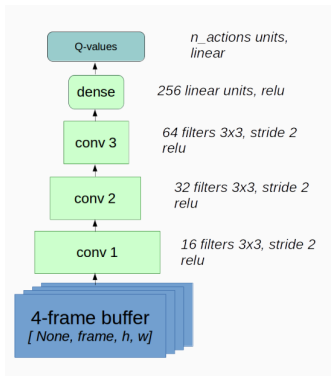 Q-values
n_actions units,
linear
dense
256 linear units, relu
conv 3
64 filters 3x3, stride 2
relu
conv 2
32 filters 3x3, stride 2
relu
conv 1
16 filters 3x3, stride 2
relu
4-frame buffer
[ None, frame, h, w]